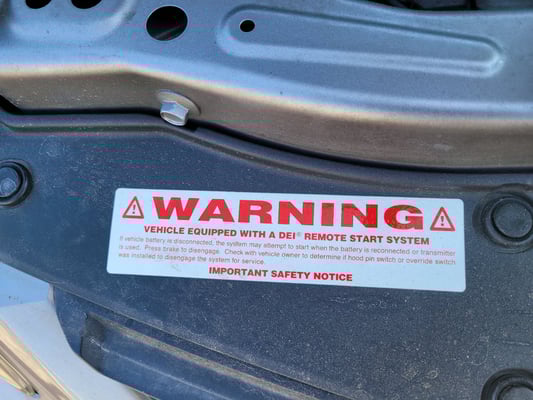 WARNING
VEHICLE EQUIPPED WITH A DEI® REMOTE START SYSTEM
If vehicle battery is disconnected, the system may attempt to start when the battery is reconnected or transmitter
is used. Press brake to disengage. Check with vehicle owner to determine if hood pin switch or override switch
was installed to disengage the system for service.
IMPORTANT SAFETY NOTICE